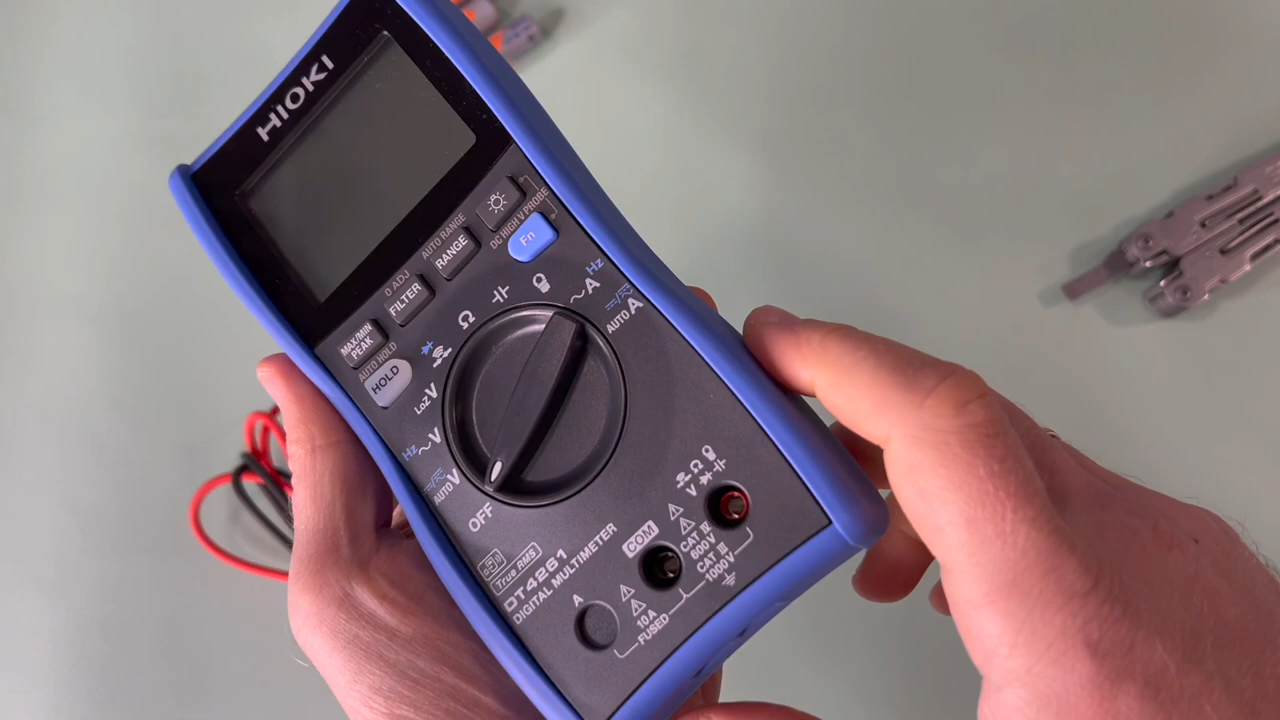 HIOKI
DC HIGH V PROBE
Fn
AUTO RANGE
RANGE
0 ADJ
FILTER
MAX/MIN
PEAK
AUTO HOLD
HOLD
Hz
~A
AUTO A
Ω
LoZ V
Hz ~V
AUTO V
OFF
True RMS
DT4261
DIGITAL MULTIMETER
COM
V Ω
CAT IV
600V
CAT III
1000V
A
10A
FUSED